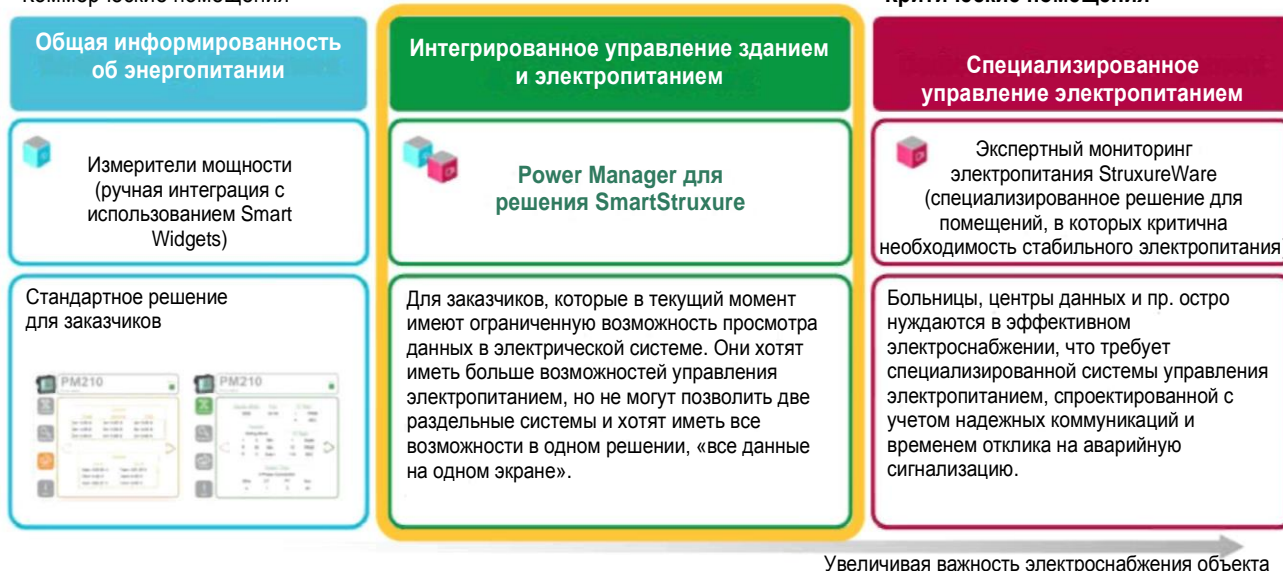 Коммерческие помещения
Критические помещения
Общая информированность
об энергопитании
Интегрированное управление зданием
и электропитанием
Специализированное
управление электропитанием
Измерители мощности
(ручная интеграция с
использованием Smart
Widgets)
Power Manager для
решения SmartStruxure
Экспертный мониторинг
электропитания StruxureWare
(специализированное решение для
помещений, в которых критична
необходимость стабильного электропитания
Стандартное решение
для заказчиков
PM210
PM210
Для заказчиков, которые в текущий момент
имеют ограниченную возможность просмотра
данных в электрической системе. Они хотят
иметь больше возможностей управления
электропитанием, но не могут позволить две
раздельные системы и хотят иметь все
возможности в одном решении, «все данные
на одном экране».
Больницы, центры данных и пр. остро
нуждаются в эффективном
электроснабжении, что требует
специализированной системы управления
электропитанием, спроектированной с
учетом надежных коммуникаций и
временем отклика на аварийную
сигнализацию.
Увеличивая важность электроснабжения объекта